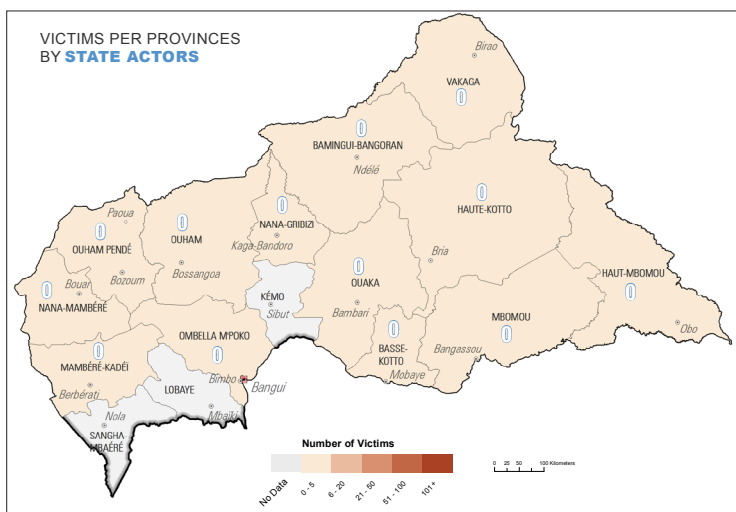 VICTIMS PER PROVINCES
BY STATE ACTORS
Birao
VAKAGA
0
0
BAMINGUI-BANGORAN
Ndélé
0
HAUTE-KOTTO
Bria
0
NANA-GRIBIZI
Kaga-Bandoro
0
OUHAM
Bossangoa
Paoua
0
OUHAM PENDÉ
Bozoum
0
Bouar
NANA-MAMBÉRÉ
KÉMO
Sibut
0
OUAKA
Bambari
HAUT-MBOMOU
0
Obo
MBOMOU
0
Bangassou
0
BASSE-
KOTTO
Mobaye
OMBELLA M'POKO
0
Bimbo
Bangui
0
MAMBÉRÉ-KADÉÏ
Berbérati
LOBAYE
Mbaïki
Nola
SANGHA
MBAÉRÉ
Number of Victims
No Data
0 - 5
6 - 20
21 - 50
51 - 100
101 +
0 25 50 100 Kilometers